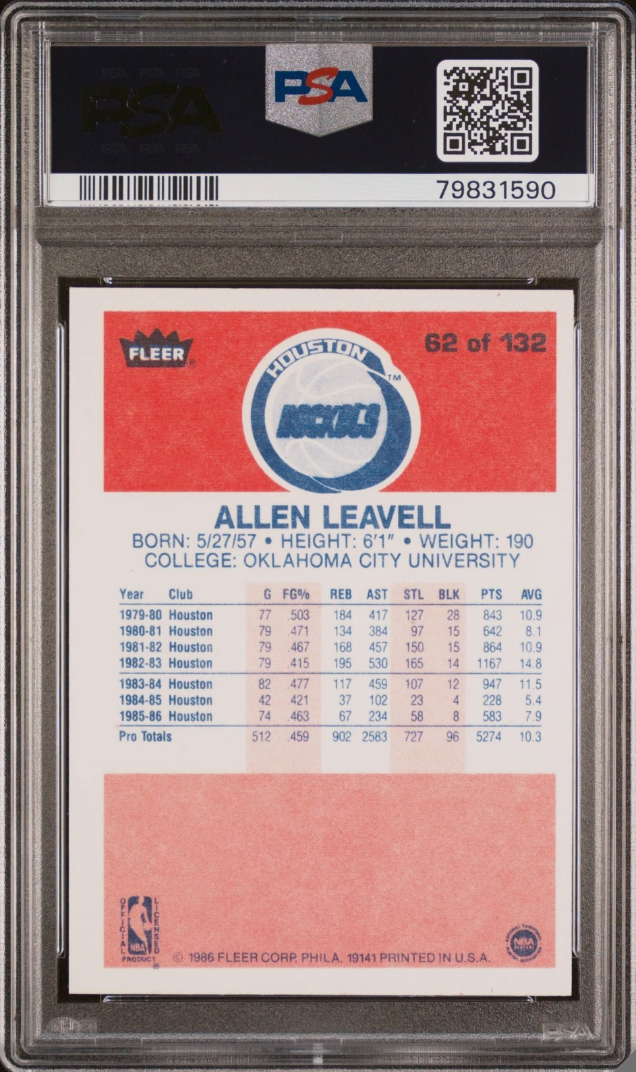 PSA
PSA
79831590
FLEER
HOUSTON
ROCKETS
TM
62 of 132
ALLEN LEAVELL
BORN: 5/27/57 • HEIGHT: 6'1" • WEIGHT: 190
COLLEGE: OKLAHOMA CITY UNIVERSITY
Year Club G FG% REB AST STL BLK PTS AVG
1979-80 Houston 77 .503 184 417 127 28 843 10.9
1980-81 Houston 79 .471 134 384 97 15 642 8.1
1981-82 Houston 79 .467 168 457 150 15 864 10.9
1982-83 Houston 79 .415 195 530 165 14 1167 14.8
1983-84 Houston 82 .477 117 459 107 12 947 11.5
1984-85 Houston 42 .421 37 102 23 4 228 5.4
1985-86 Houston 74 .463 67 234 58 8 583 7.9
Pro Totals 512 .459 902 2583 727 96 5274 10.3
OFFICIAL
LICENSED
NBA
PRODUCT
®
© 1986 FLEER CORP. PHILA. 19141 PRINTED IN U.S.A.
NBA
PSA